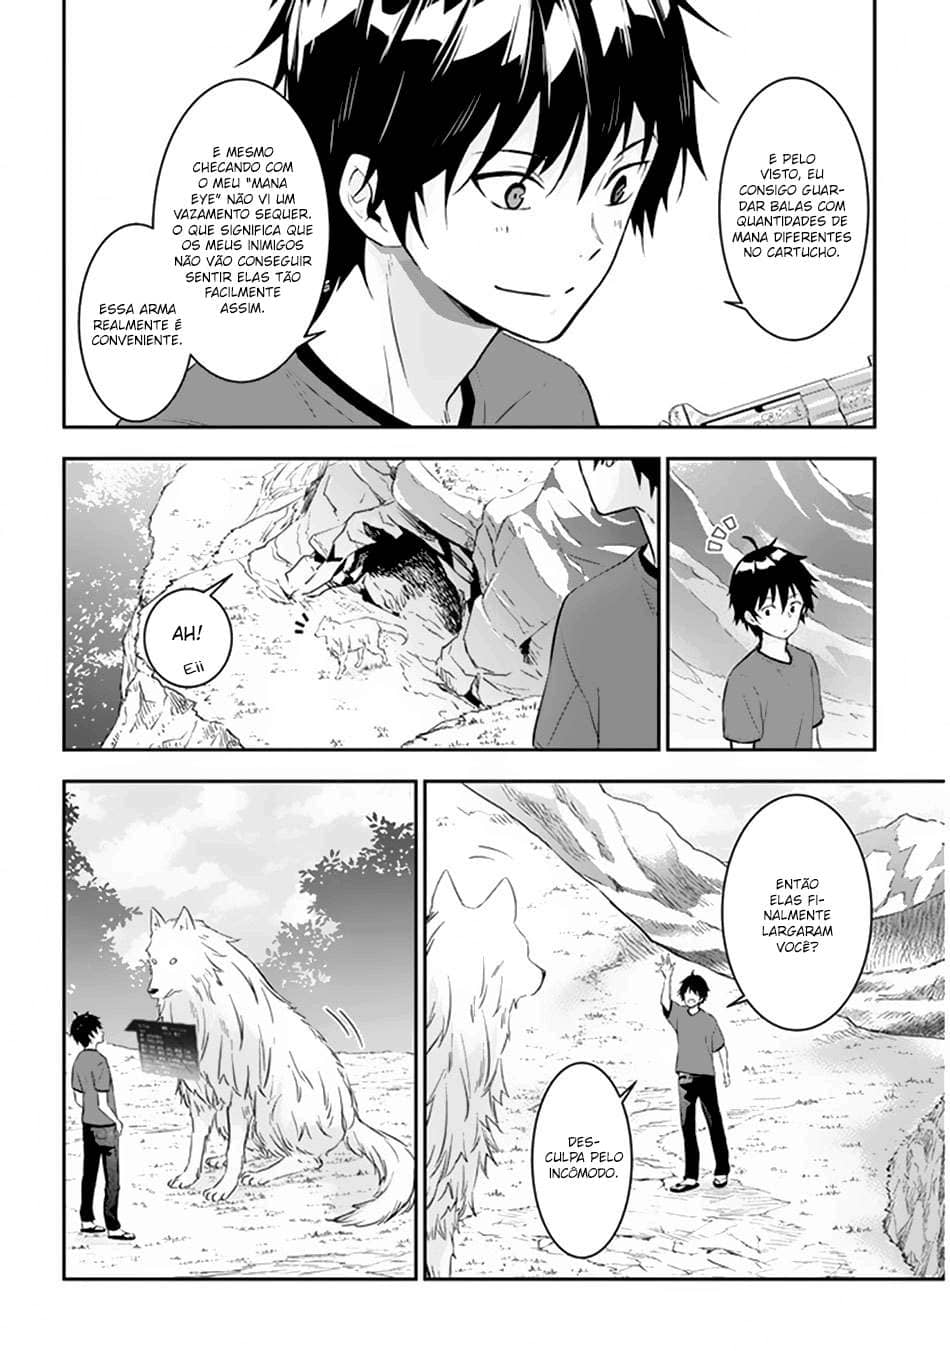 E PELO
VISTO, EU
CONSIGO GUAR-
DAR BALAS COM
QUANTIDADES DE
MANA DIFERENTES
NO CARTUCHO.
E MESMO
CHECANDO COM
O MEU "MANA
EYE" NÃO VI UM
VAZAMENTO SEQUER.
O QUE SIGNIFICA QUE
OS MEUS INIMIGOS
NÃO VÃO CONSEGUIR
SENTIR ELAS TÃO
FACILMENTE
ASSIM.
ESSA ARMA
REALMENTE É
CONVENIENTE.
AH!
Eii
ENTÃO
ELAS FI-
NALMENTE
LARGARAM
VOCÊ?
DES-
CULPA PELO
INCÔMODO.